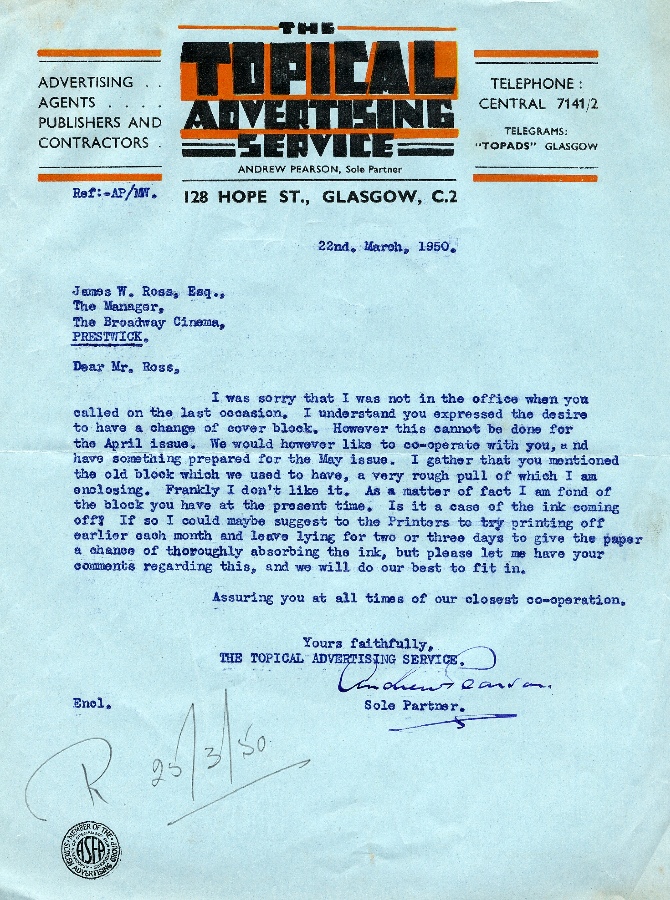 THE
TOPICAL
ADVERTISING
SERVICE
ANDREW PEARSON, Sole Partner
128 HOPE ST., GLASGOW, C.2
ADVERTISING . .
AGENTS . . . .
PUBLISHERS AND
CONTRACTORS .
TELEPHONE :
CENTRAL 7141/2
TELEGRAMS:
"TOPADS" GLASGOW
Ref:-AP/MW.
22nd. March, 1950.
James W. Ross, Esq.,
The Manager,
The Broadway Cinema,
PRESTWICK.
Dear Mr. Ross,
I was sorry that I was not in the office when you
called on the last occasion. I understand you expressed the desire
to have a change of cover block. However this cannot be done for
the April issue. We would however like to co-operate with you, and
have something prepared for the May issue. I gather that you mentioned
the old block which we used to have, a very rough pull of which I am
enclosing. Frankly I don't like it. As a matter of fact I am fond of
the block you have at the present time. Is it a case of the ink coming
off? If so I could maybe suggest to the Printers to try printing off
earlier each month and leave lying for two or three days to give the paper
a chance of thoroughly absorbing the ink, but please let me have your
comments regarding this, and we will do our best to fit in.
Assuring you at all times of our closest co-operation.
Yours faithfully,
THE TOPICAL ADVERTISING SERVICE.
Andrew Pearson.
Sole Partner.
Encl.
R 25/3/50
MEMBER OF THE
ASFA
SCREEN ADVERTISING GROUP